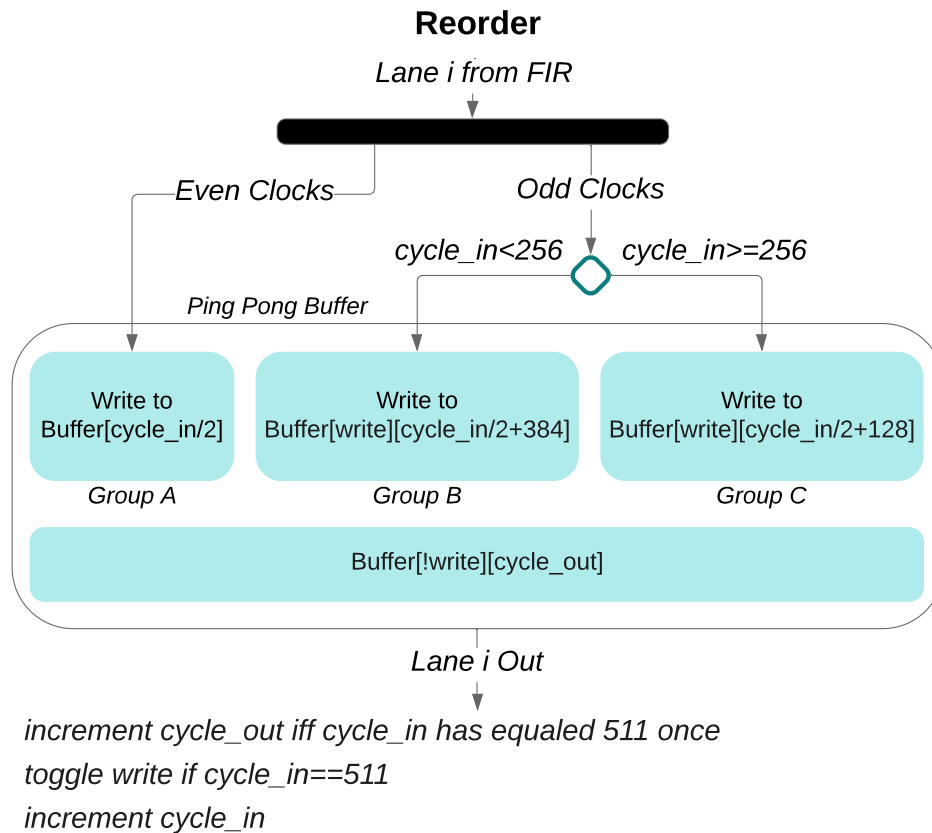 Reorder
Lane i from FIR
Even Clocks
Odd Clocks
cycle_in<256
cycle_in>=256
Ping Pong Buffer
Write to
Buffer[cycle_in/2]
Write to
Buffer[write][cycle_in/2+384]
Write to
Buffer[write][cycle_in/2+128]
Group A
Group B
Group C
Buffer[!write][cycle_out]
Lane i Out
increment cycle_out iff cycle_in has equaled 511 once
toggle write if cycle_in==511
increment cycle_in